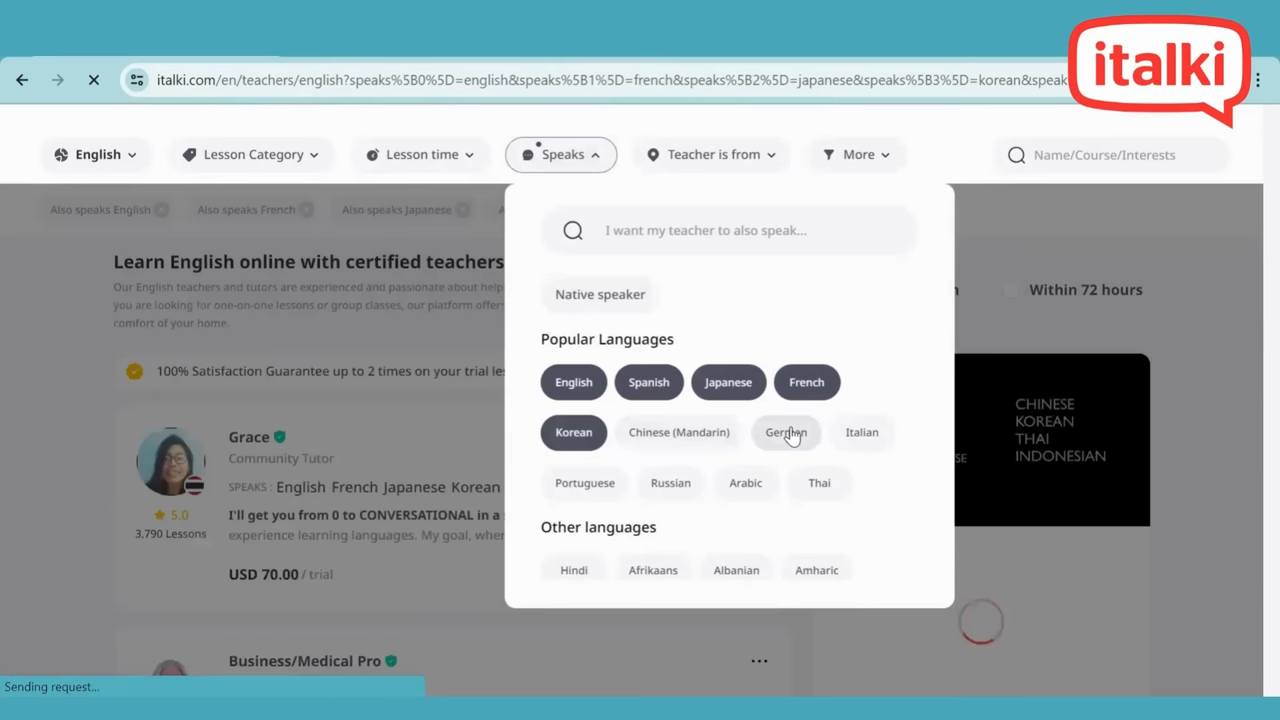 italki
italki.com/en/teachers/english?speaks%5B0%5D=english&speaks%5B1%5D=french&speaks%5B2%5D=japanese&speaks%5B3%5D=korean&speak
English
Lesson Category
Lesson time
Speaks
Teacher is from
More
Name/Course/Interests
Also speaks English
Also speaks French
Also speaks Japanese
I want my teacher to also speak...
Learn English online with certified teachers
Our English teachers and tutors are experienced and passionate about help
you are looking for one-on-one lessons or group classes, our platform offer
comfort of your home.
Native speaker
Within 72 hours
Popular Languages
100% Satisfaction Guarantee up to 2 times on your trial les
English
Spanish
Japanese
French
Korean
Chinese (Mandarin)
German
Italian
Portuguese
Russian
Arabic
Thai
Other languages
Hindi
Afrikaans
Albanian
Amharic
CHINESE
KOREAN
THAI
INDONESIAN
Grace
Community Tutor
SPEAKS : English French Japanese Korean
5.0
3,790 Lessons
I'll get you from 0 to CONVERSATIONAL in a
experience learning languages. My goal, when
USD 70.00 / trial
Business/Medical Pro
Sending request...